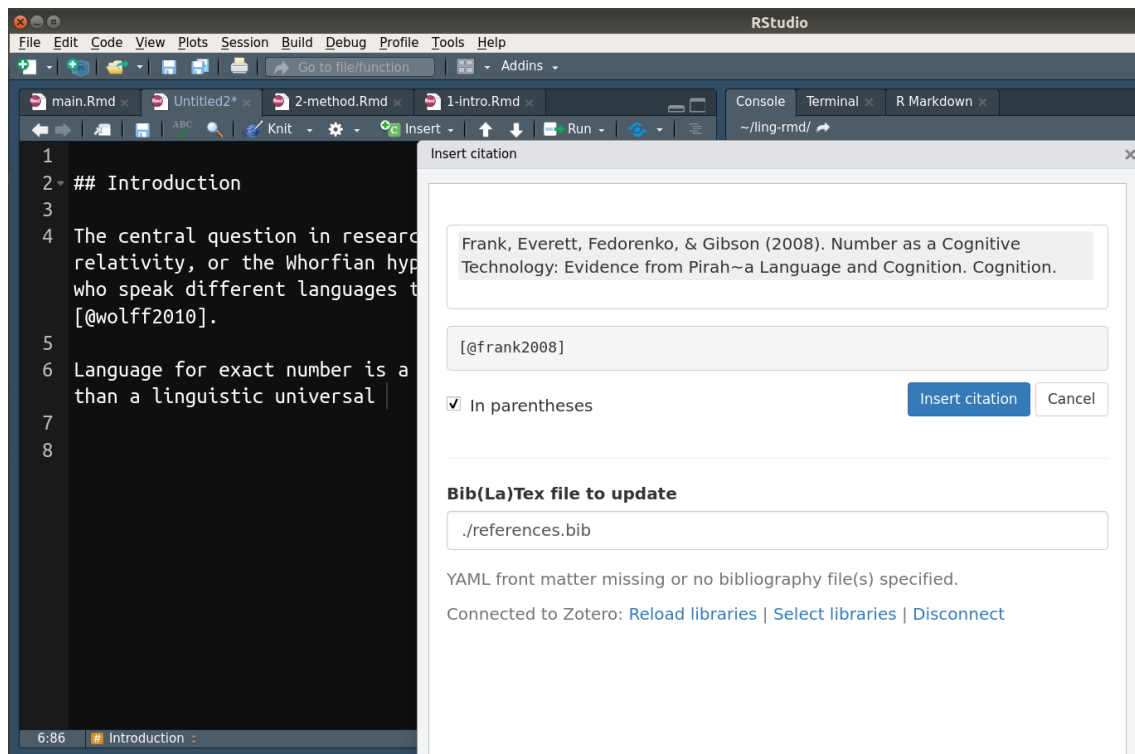 RStudio
File Edit Code View Plots Session Build Debug Profile Tools Help
Go to file/function Addins
main.Rmd Untitled2* 2-method.Rmd 1-intro.Rmd Console Terminal R Markdown
ABC Knit Insert Run ~/ling-rmd/
Insert citation
1
2 ## Introduction
3
4 The central question in researc
relativity, or the Whorfian hyp
who speak different languages t
[@wolff2010].
5
6 Language for exact number is a
than a linguistic universal
7
8
Frank, Everett, Fedorenko, & Gibson (2008). Number as a Cognitive
Technology: Evidence from Pirah~a Language and Cognition. Cognition.
[@frank2008]
In parentheses Insert citation Cancel
Bib(La)Tex file to update
./references.bib
YAML front matter missing or no bibliography file(s) specified.
Connected to Zotero: Reload libraries | Select libraries | Disconnect
6:86 # Introduction